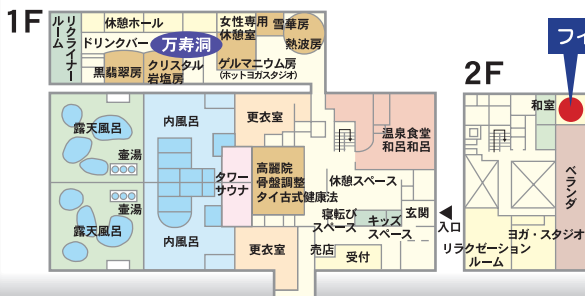 1F
リクライナー
ルーム
休憩ホール
ドリンクバー
万寿洞
黒翡翠房
クリスタル
岩塩房
女性専用
休憩室
雪華房
熱波房
ゲルマニウム房
(ホットヨガスタジオ)
露天風呂
壺湯
内風呂
更衣室
タワー
サウナ
高麗院
骨盤調整
タイ古式健康法
温泉食堂
和呂和呂
休憩スペース
寝転び
スペース
キッズ
スペース
玄関
入口
壺湯
露天風呂
内風呂
更衣室
売店
受付
2F
フィ
和室
ベランダ
ヨガ・スタジオ
リラクゼーション
ルーム